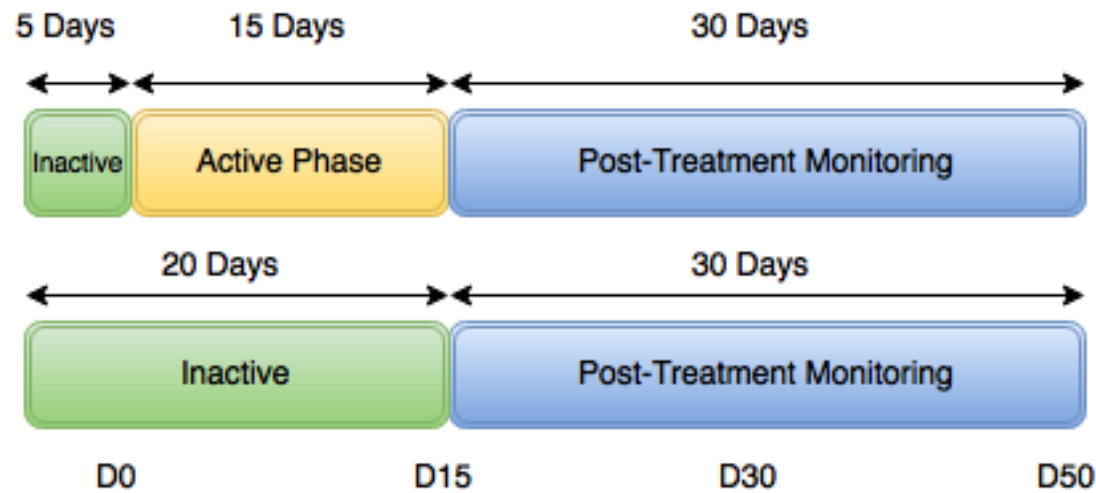 5 Days 15 Days 30 Days
Inactive Active Phase Post-Treatment Monitoring
20 Days 30 Days
Inactive Post-Treatment Monitoring
D0 D15 D30 D50